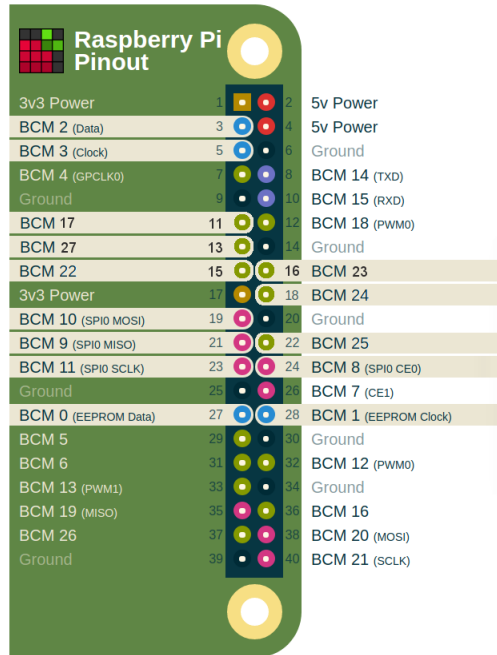 Raspberry Pi
Pinout
3v3 Power 1 2 5v Power
BCM 2 (Data) 3 4 5v Power
BCM 3 (Clock) 5 6 Ground
BCM 4 (GPCLK0) 7 8 BCM 14 (TXD)
Ground 9 10 BCM 15 (RXD)
BCM 17 11 12 BCM 18 (PWM0)
BCM 27 13 14 Ground
BCM 22 15 16 BCM 23
3v3 Power 17 18 BCM 24
BCM 10 (SPI0 MOSI) 19 20 Ground
BCM 9 (SPI0 MISO) 21 22 BCM 25
BCM 11 (SPI0 SCLK) 23 24 BCM 8 (SPI0 CE0)
Ground 25 26 BCM 7 (CE1)
BCM 0 (EEPROM Data) 27 28 BCM 1 (EEPROM Clock)
BCM 5 29 30 Ground
BCM 6 31 32 BCM 12 (PWM0)
BCM 13 (PWM1) 33 34 Ground
BCM 19 (MISO) 35 36 BCM 16
BCM 26 37 38 BCM 20 (MOSI)
Ground 39 40 BCM 21 (SCLK)